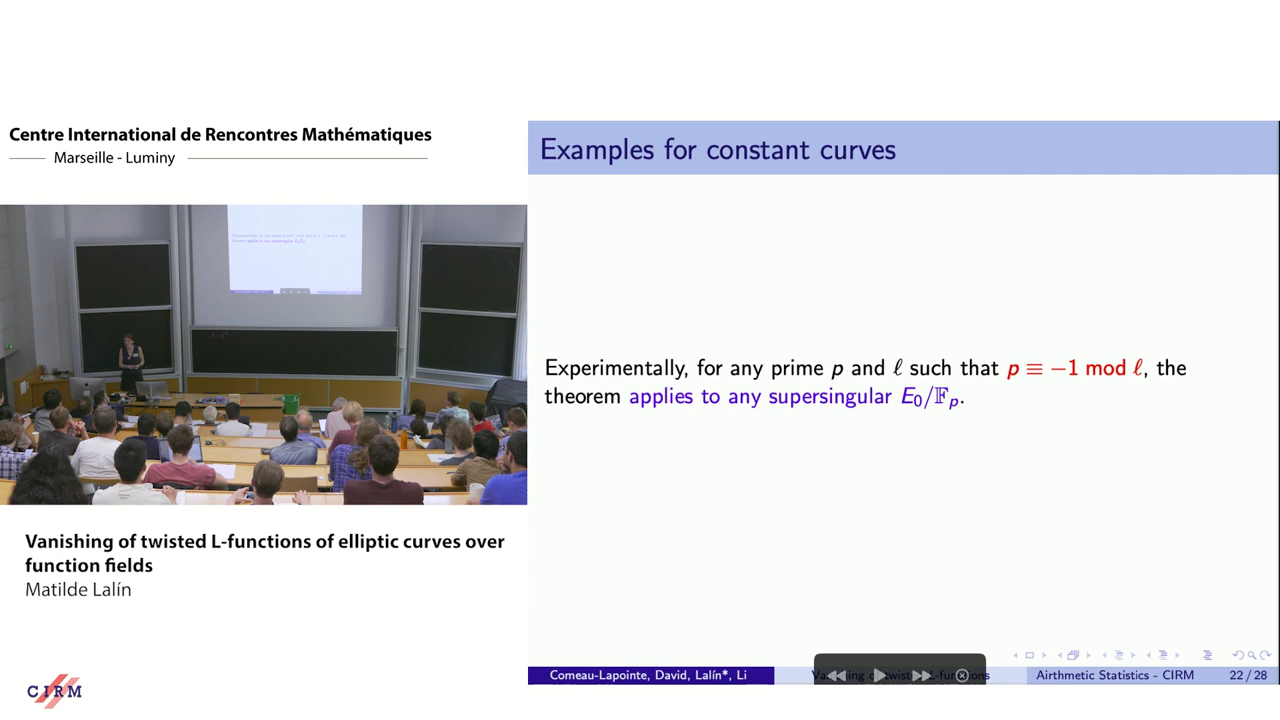 Centre International de Rencontres Mathématiques
Marseille - Luminy
Examples for constant curves
Experimentally, for any prime p and ℓ such that p ≡ −1 mod ℓ, the
theorem applies to any supersingular E₀/𝔽ₚ.
Vanishing of twisted L-functions of elliptic curves over
function fields
Matilde Lalín
CIRM
Comeau-Lapointe, David, Lalín*, Li
Airthmetic Statistics - CIRM
22 / 28